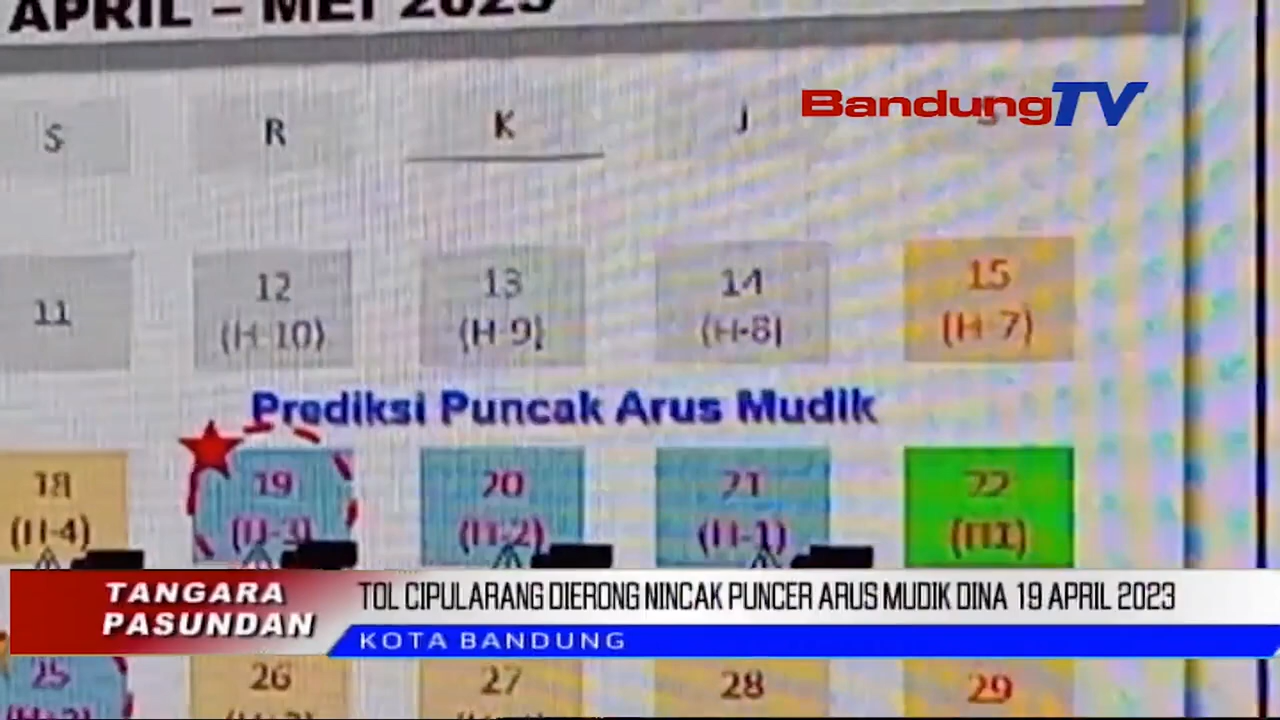 APRIL – MEI 2023
BandungTV
S R K J S
11 12 13 14 15
(H-10) (H-9) (H-8) (H-7)
Prediksi Puncak Arus Mudik
18 19 20 21 22
(H-4) (H-3) (H-2) (H-1) (H1)
TANGARA
PASUNDAN
TOL CIPULARANG DIERONG NINCAK PUNCER ARUS MUDIK DINA 19 APRIL 2023
KOTA BANDUNG
25 26 27 28 29